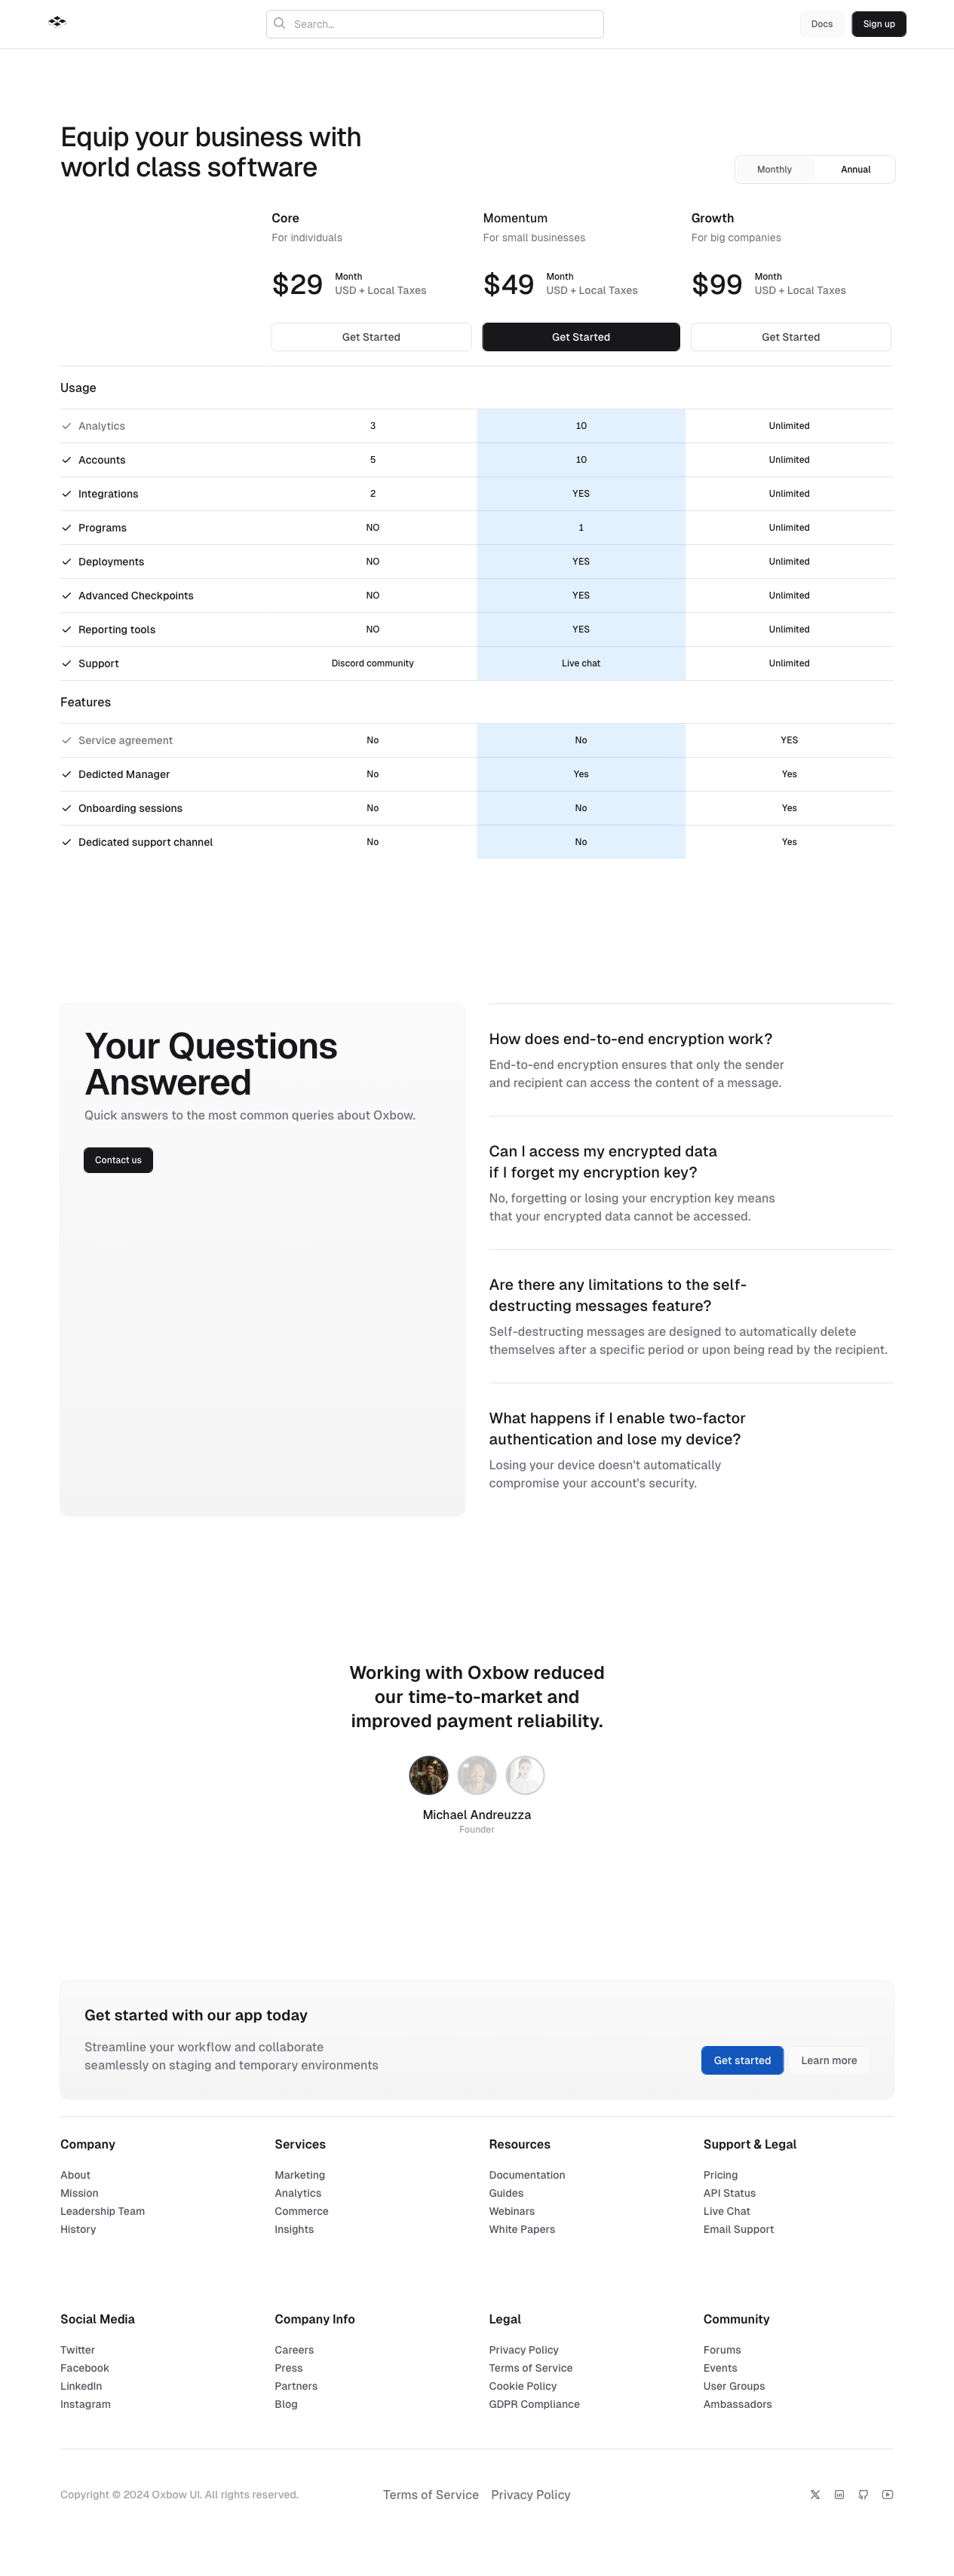 Search...
Docs
Sign up
Equip your business with
world class software
Monthly
Annual
Core
For individuals
Momentum
For small businesses
Growth
For big companies
$29
Month
USD + Local Taxes
$49
Month
USD + Local Taxes
$99
Month
USD + Local Taxes
Get Started
Get Started
Get Started
Usage
Analytics 3 10 Unlimited
Accounts 5 10 Unlimited
Integrations 2 YES Unlimited
Programs NO 1 Unlimited
Deployments NO YES Unlimited
Advanced Checkpoints NO YES Unlimited
Reporting tools NO YES Unlimited
Support Discord community Live chat Unlimited
Features
Service agreement No No YES
Dedicted Manager No Yes Yes
Onboarding sessions No No Yes
Dedicated support channel No No Yes
Your Questions
Answered
Quick answers to the most common queries about Oxbow.
Contact us
How does end-to-end encryption work?
End-to-end encryption ensures that only the sender
and recipient can access the content of a message.
Can I access my encrypted data
if I forget my encryption key?
No, forgetting or losing your encryption key means
that your encrypted data cannot be accessed.
Are there any limitations to the self-
destructing messages feature?
Self-destructing messages are designed to automatically delete
themselves after a specific period or upon being read by the recipient.
What happens if I enable two-factor
authentication and lose my device?
Losing your device doesn't automatically
compromise your account's security.
Working with Oxbow reduced
our time-to-market and
improved payment reliability.
Michael Andreuzza
Founder
Get started with our app today
Streamline your workflow and collaborate
seamlessly on staging and temporary environments
Get started
Learn more
Company
About
Mission
Leadership Team
History
Services
Marketing
Analytics
Commerce
Insights
Resources
Documentation
Guides
Webinars
White Papers
Support & Legal
Pricing
API Status
Live Chat
Email Support
Social Media
Twitter
Facebook
LinkedIn
Instagram
Company Info
Careers
Press
Partners
Blog
Legal
Privacy Policy
Terms of Service
Cookie Policy
GDPR Compliance
Community
Forums
Events
User Groups
Ambassadors
Copyright © 2024 Oxbow UI. All rights reserved.
Terms of Service
Privacy Policy